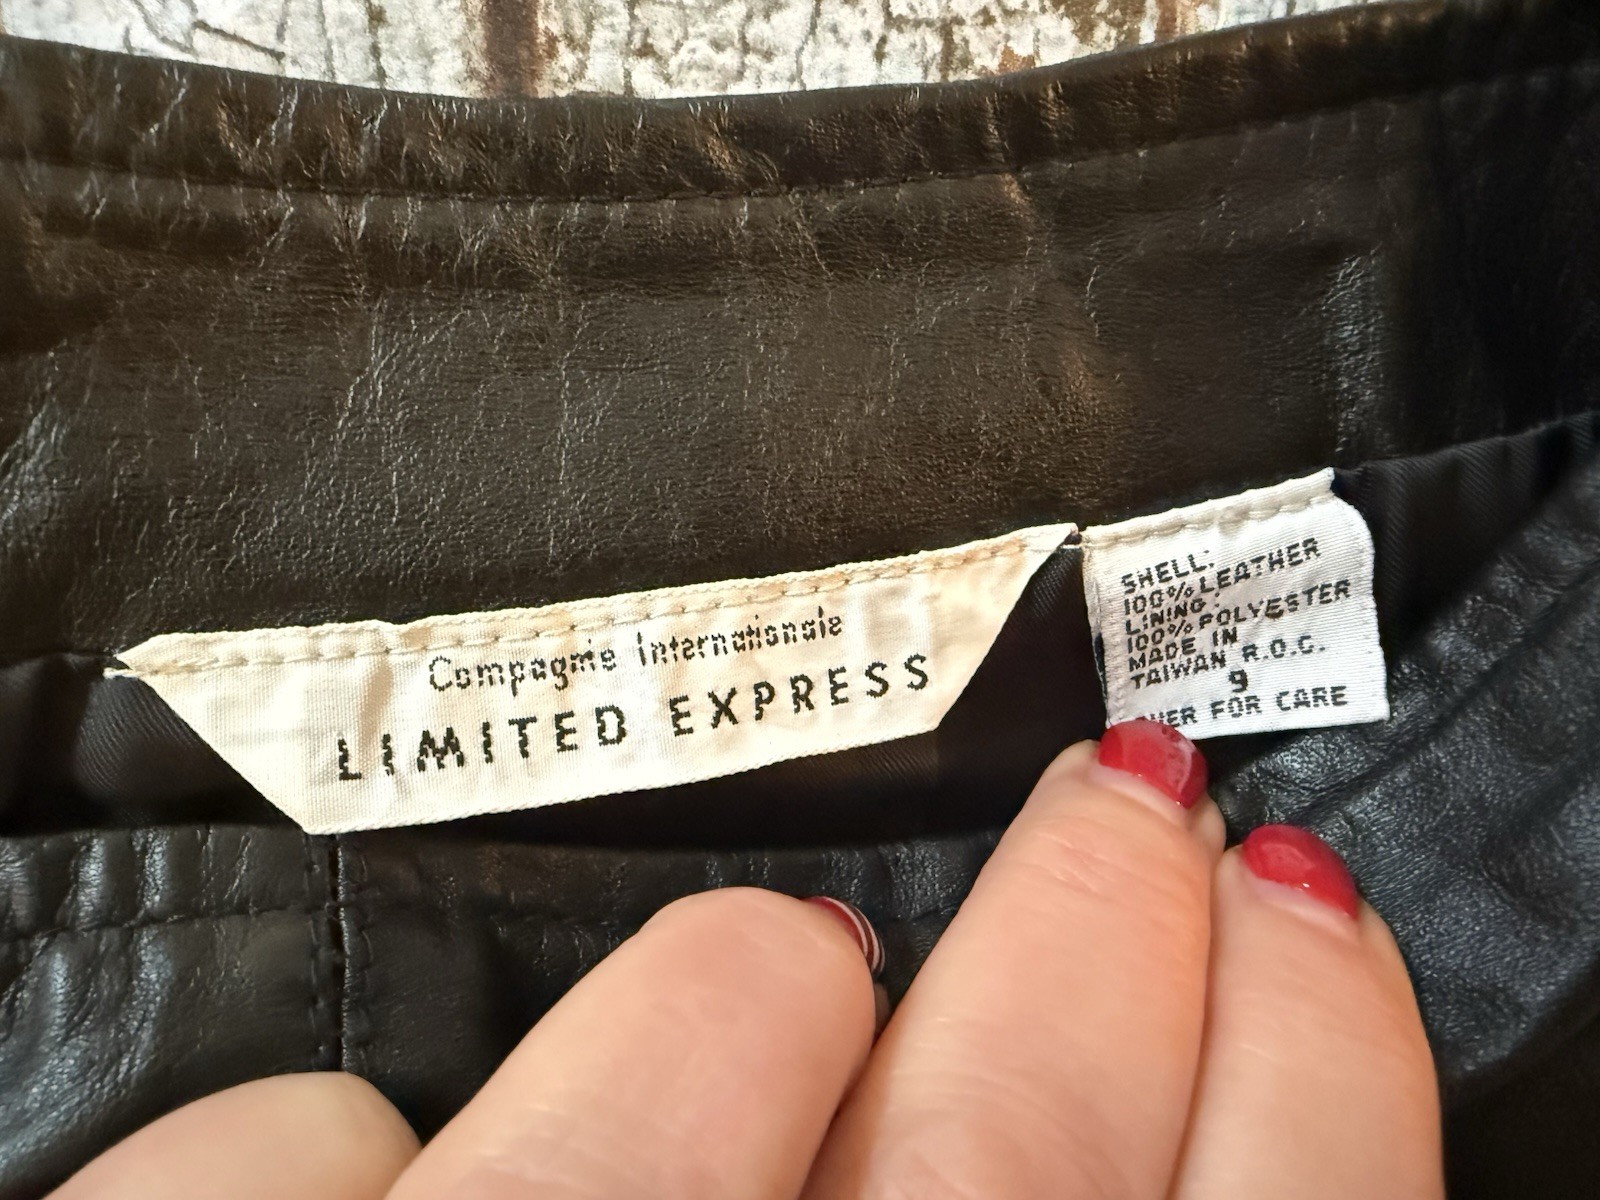 Compagnie Internationale
LIMITED EXPRESS
SHELL:
100% LEATHER
LINING:
100% POLYESTER
MADE IN
TAIWAN R.O.C.
9
FOR CARE